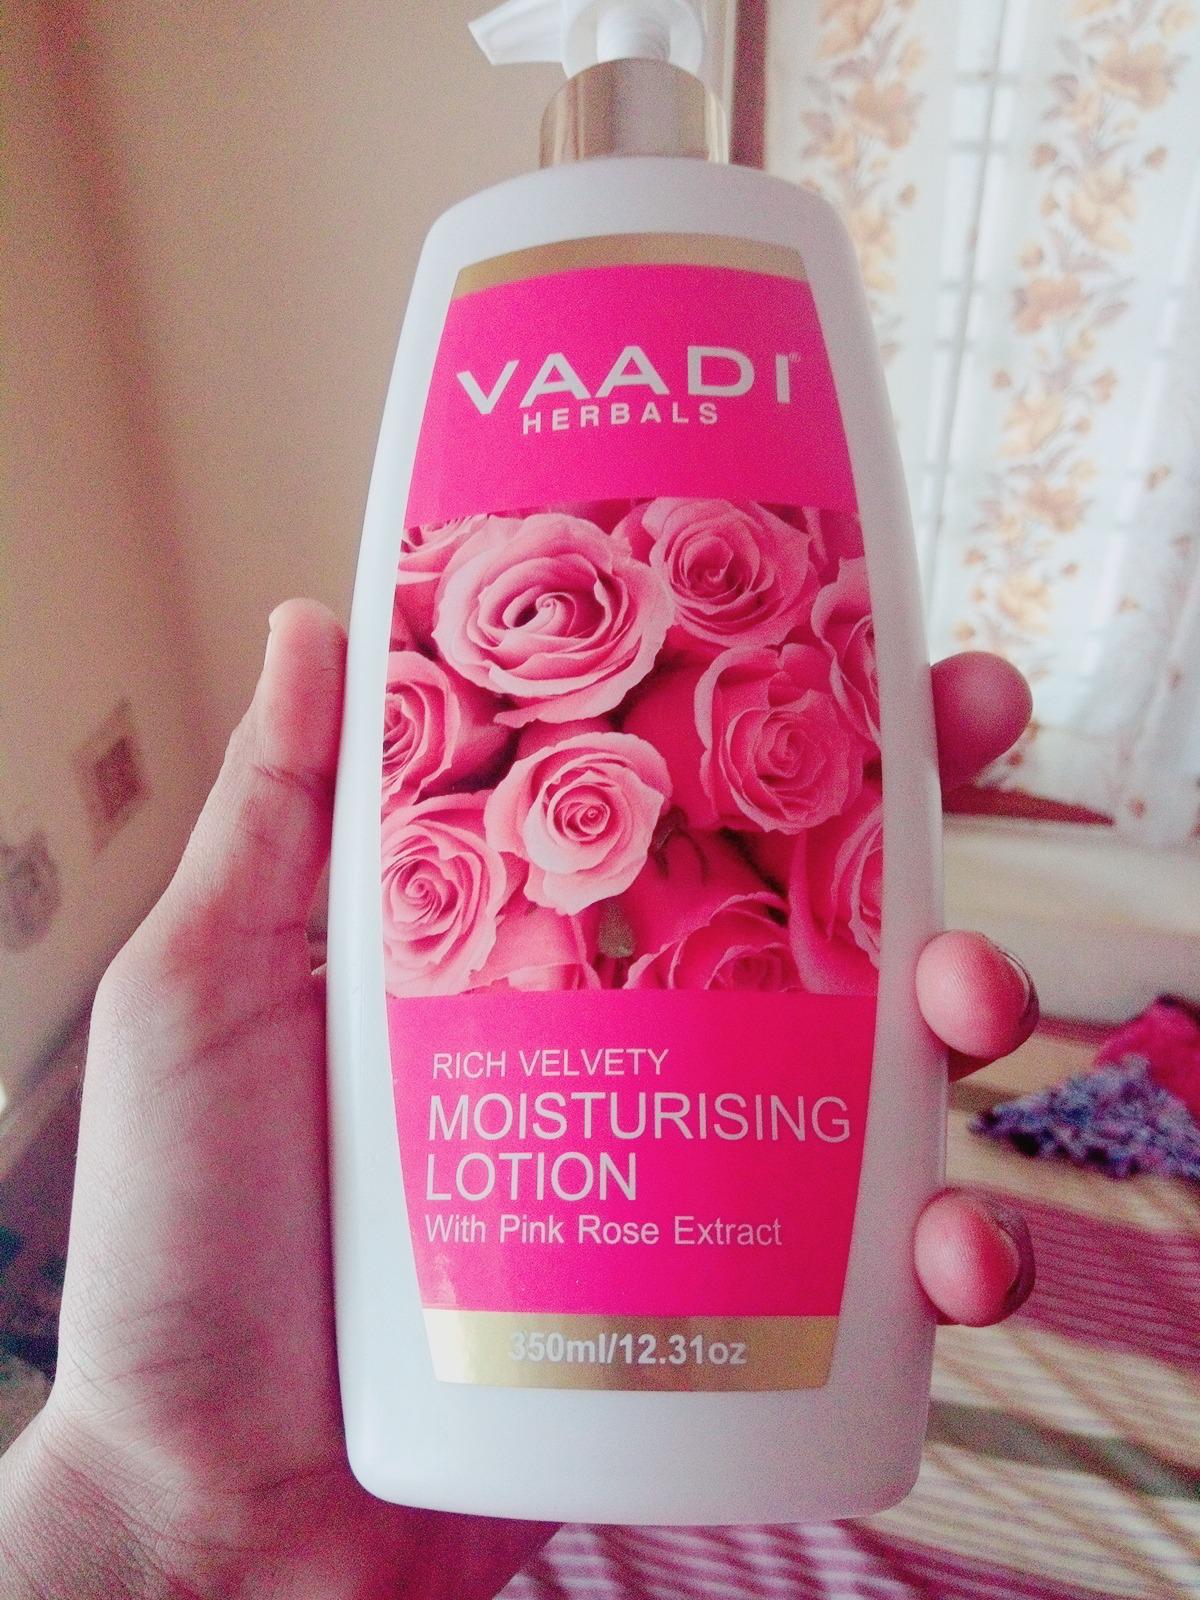 VAADI®
HERBALS
RICH VELVETY
MOISTURISING
LOTION
With Pink Rose Extract
350ml/12.31oz